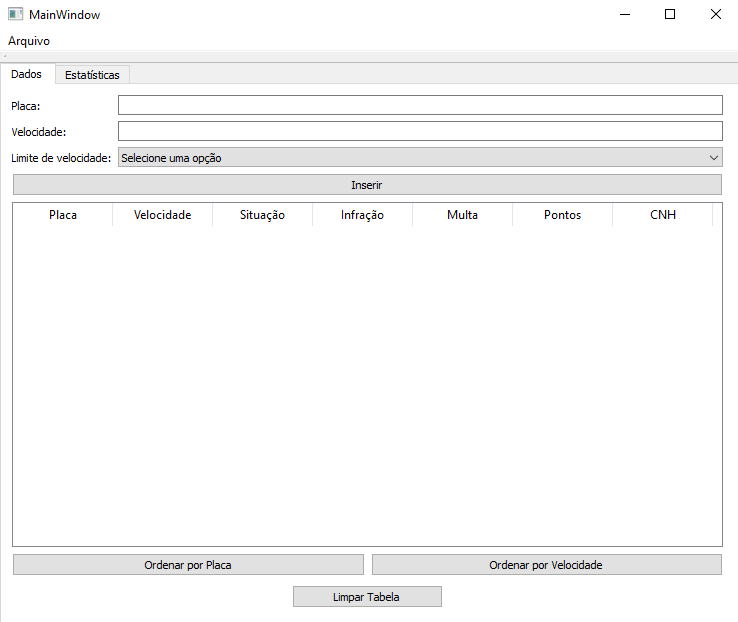 MainWindow
Arquivo
Dados Estatísticas
Placa:
Velocidade:
Limite de velocidade: Selecione uma opção
Inserir
Placa Velocidade Situação Infração Multa Pontos CNH
Ordenar por Placa Ordenar por Velocidade
Limpar Tabela